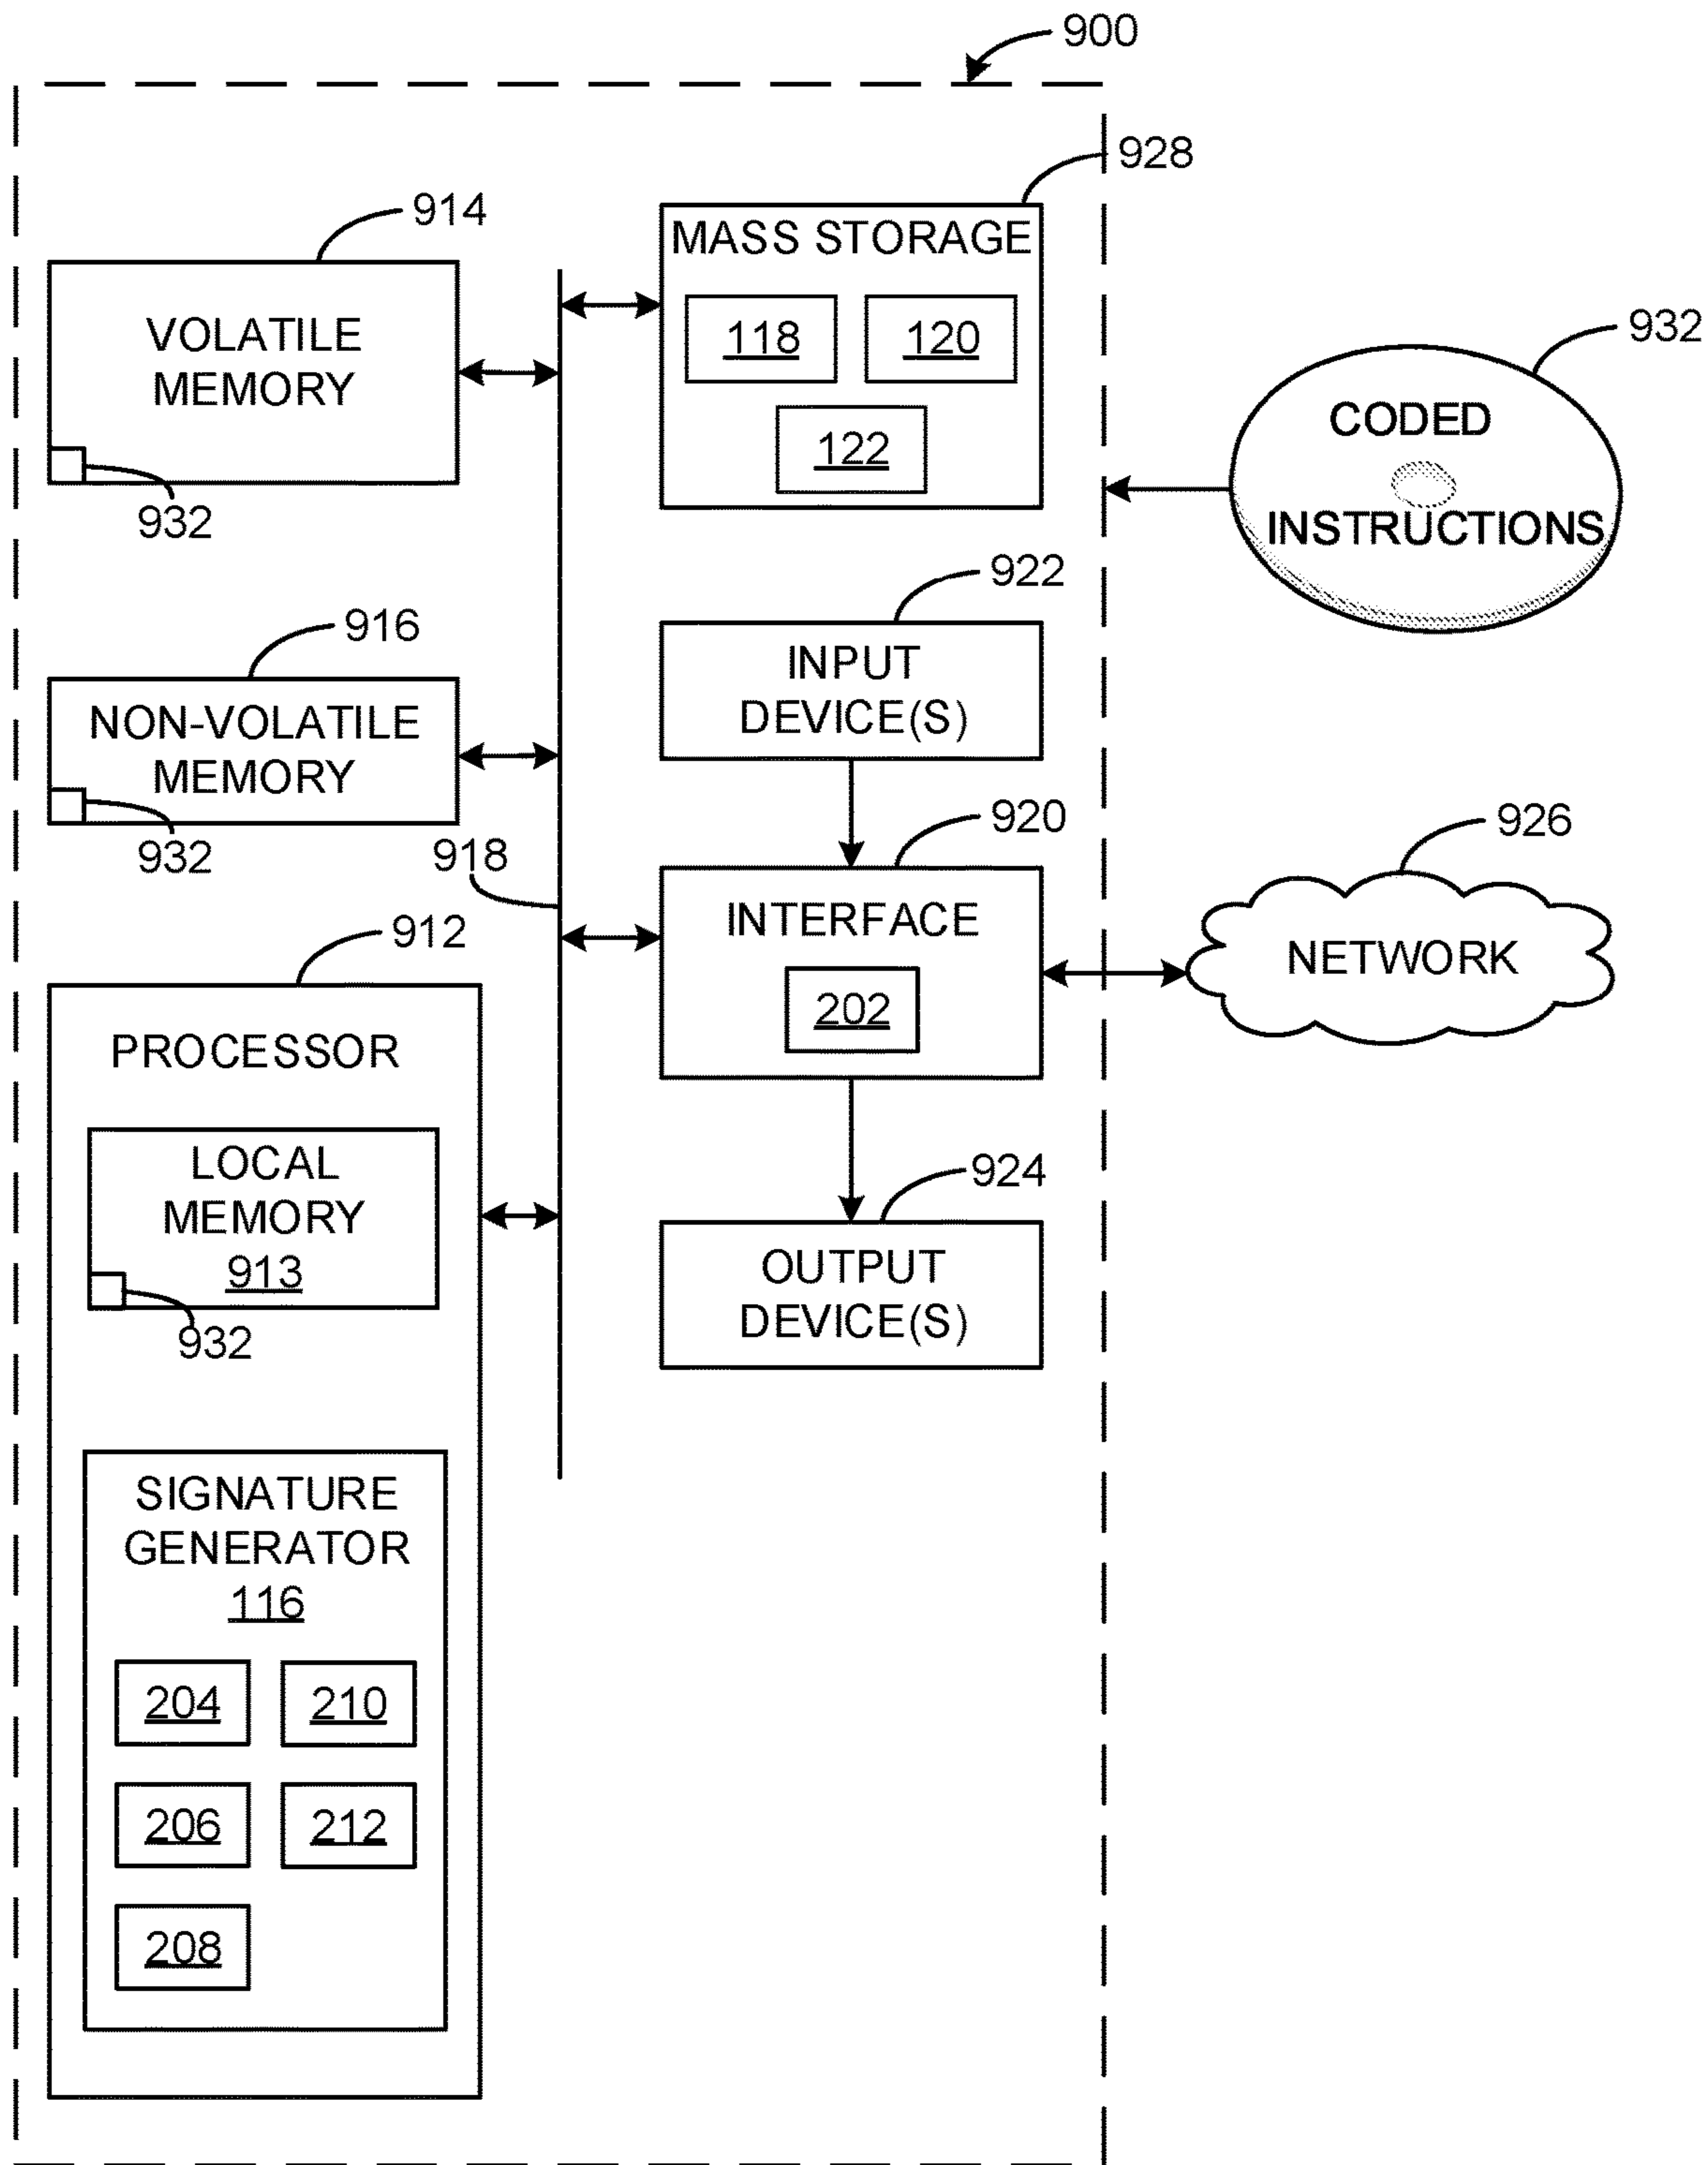 900
928
914
MASS STORAGE
VOLATILE
MEMORY
118
120
122
932
932
CODED
INSTRUCTIONS
922
INPUT
DEVICE(S)
916
NON-VOLATILE
MEMORY
932
918
920
INTERFACE
202
926
NETWORK
912
PROCESSOR
LOCAL
MEMORY
913
932
924
OUTPUT
DEVICE(S)
SIGNATURE
GENERATOR
116
204
210
206
212
208